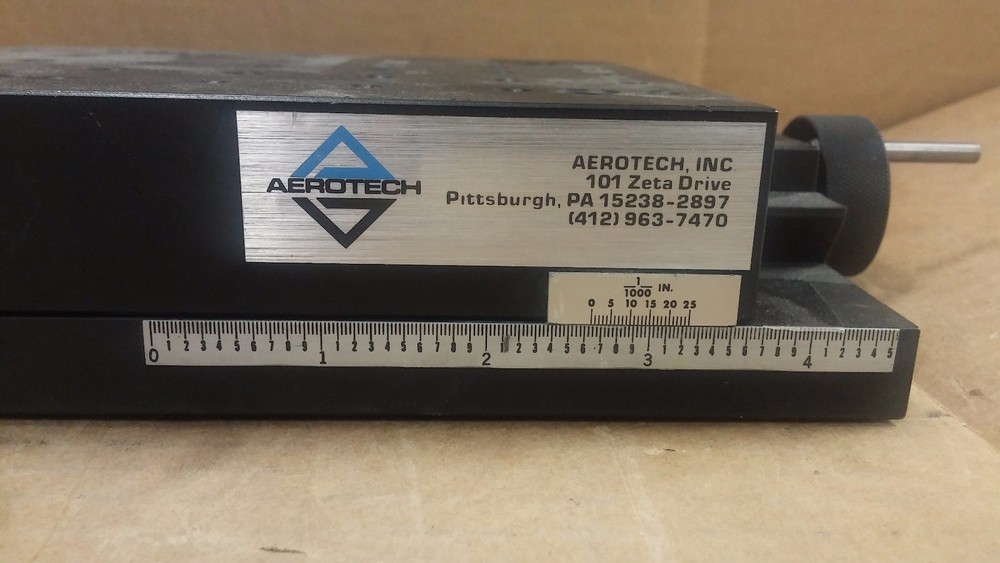 AEROTECH
AEROTECH, INC
101 Zeta Drive
Pittsburgh, PA 15238-2897
(412) 963-7470
1
1000 IN.
0 5 10 15 20 25
1 2 3 4 5 6 7 8 9 1 2 3 4 5 6 7 8 9 1 2 3 4 5 6 7 8 9 1 2 3 4 5 6 7 8 9 1 2 3 4 5
0 1 2 3 4